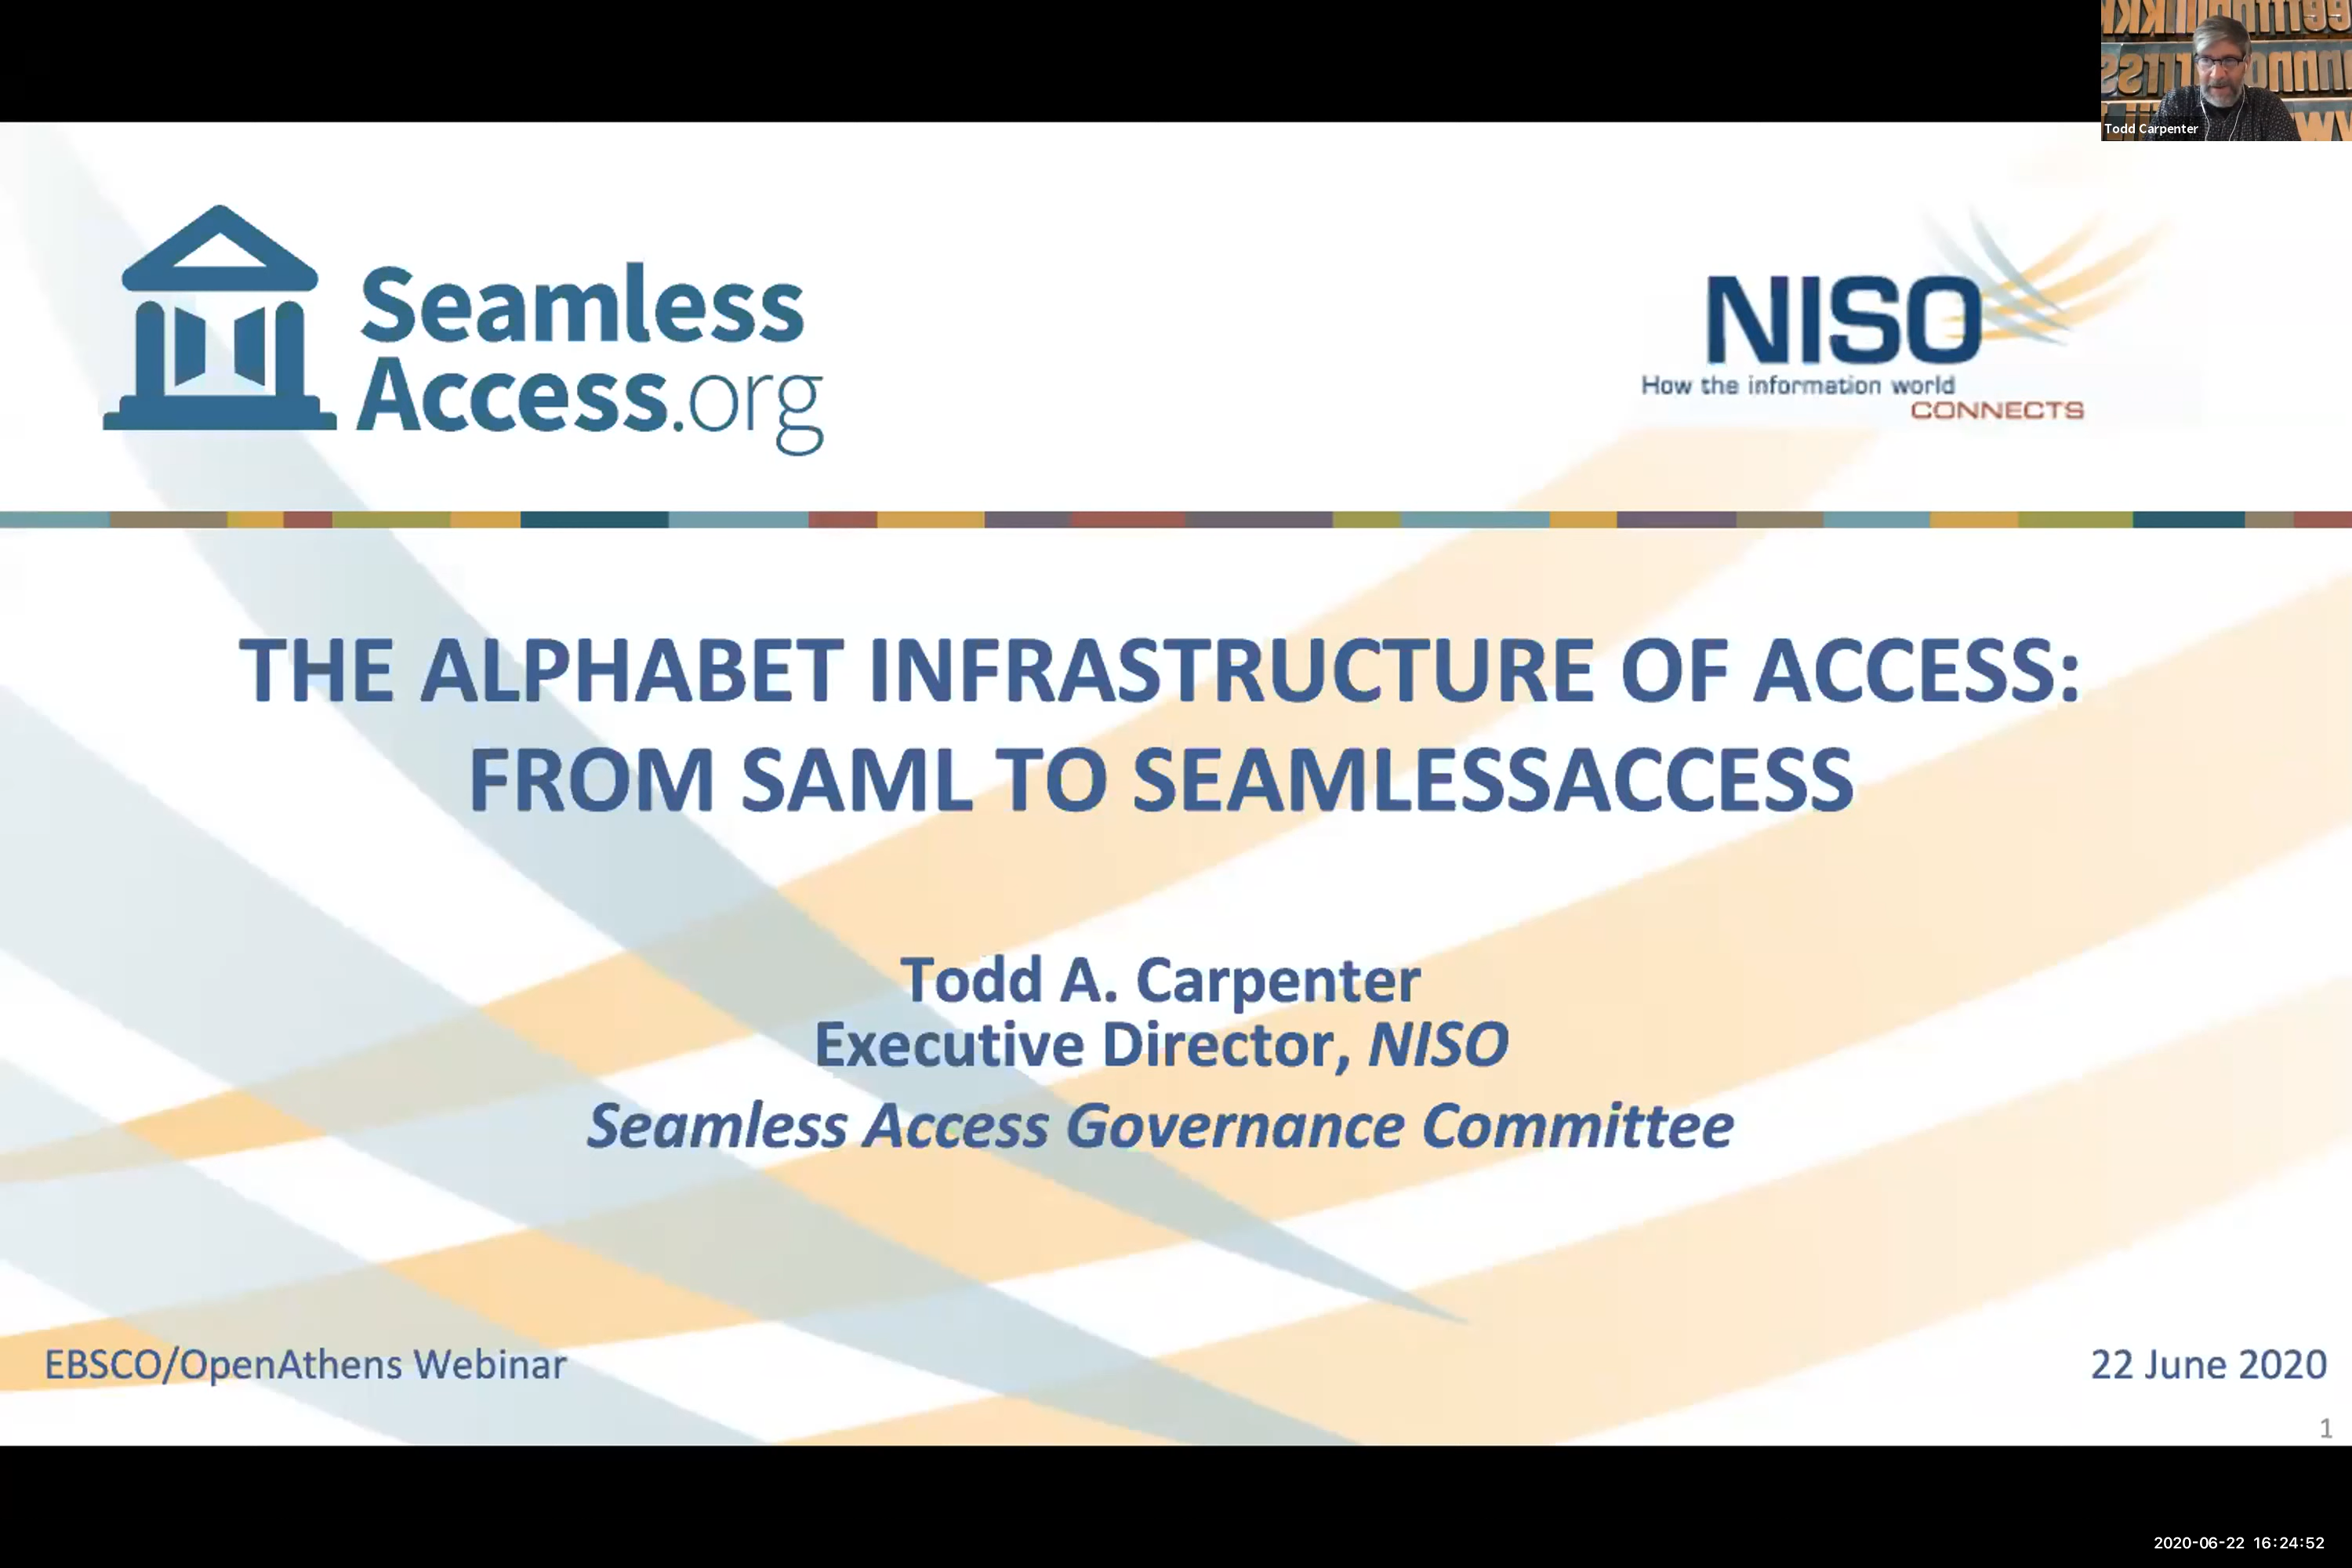 Todd Carpenter
Seamless
Access.org
NISO
How the information world
CONNECTS
THE ALPHABET INFRASTRUCTURE OF ACCESS:
FROM SAML TO SEAMLESSACCESS
Todd A. Carpenter
Executive Director, NISO
Seamless Access Governance Committee
EBSCO/OpenAthens Webinar
22 June 2020
1
2020-06-22 16:24:52